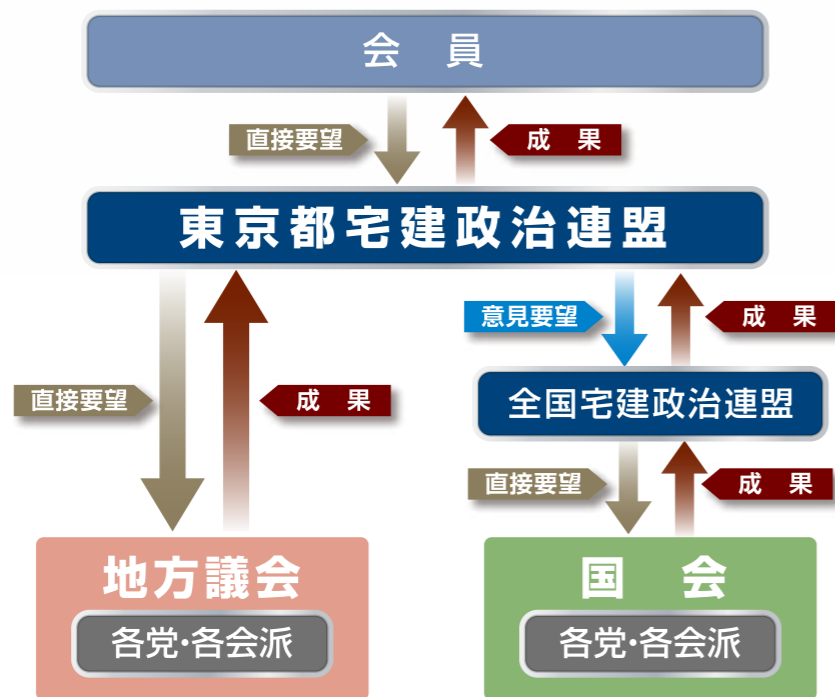 会 員
直接要望
成 果
東京都宅建政治連盟
意見要望
成 果
直接要望
成 果
全国宅建政治連盟
直接要望
成 果
地方議会
各党・各会派
国 会
各党・各会派